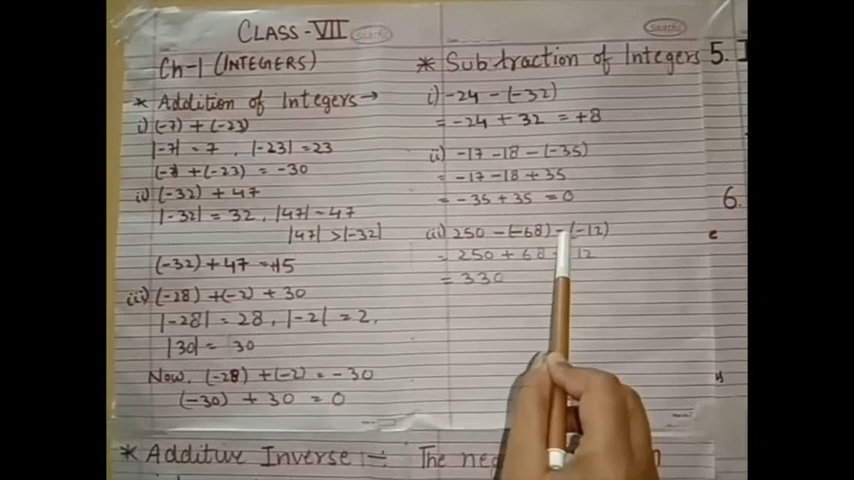 CLASS - VII
Ch-1 (INTEGERS)
* Addition of Integers →
i) (-7) + (-23)
|-7| = 7 , |-23| = 23
(-7) + (-23) = -30
ii) (-32) + 47
|-32| = 32, |47| = 47
|47| > |-32|
(-32) + 47 = +15
iii) (-28) + (-2) + 30
|-28| = 28, |-2| = 2,
|30| = 30
Now, (-28) + (-2) = -30
(-30) + 30 = 0
* Subtraction of Integers
i) -24 - (-32)
= -24 + 32 = +8
ii) -17 - 18 - (-35)
= -17 - 18 + 35
= -35 + 35 = 0
iii) 250 - (-68) - (-12)
= 250 + 68 + 12
= 330
5.
6.
* Additive Inverse :- The